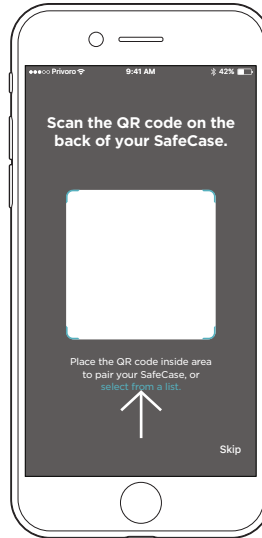 Privoro 9:41 AM 42%
Scan the QR code on the
back of your SafeCase.
Place the QR code inside area
to pair your SafeCase, or
select from a list.
Skip